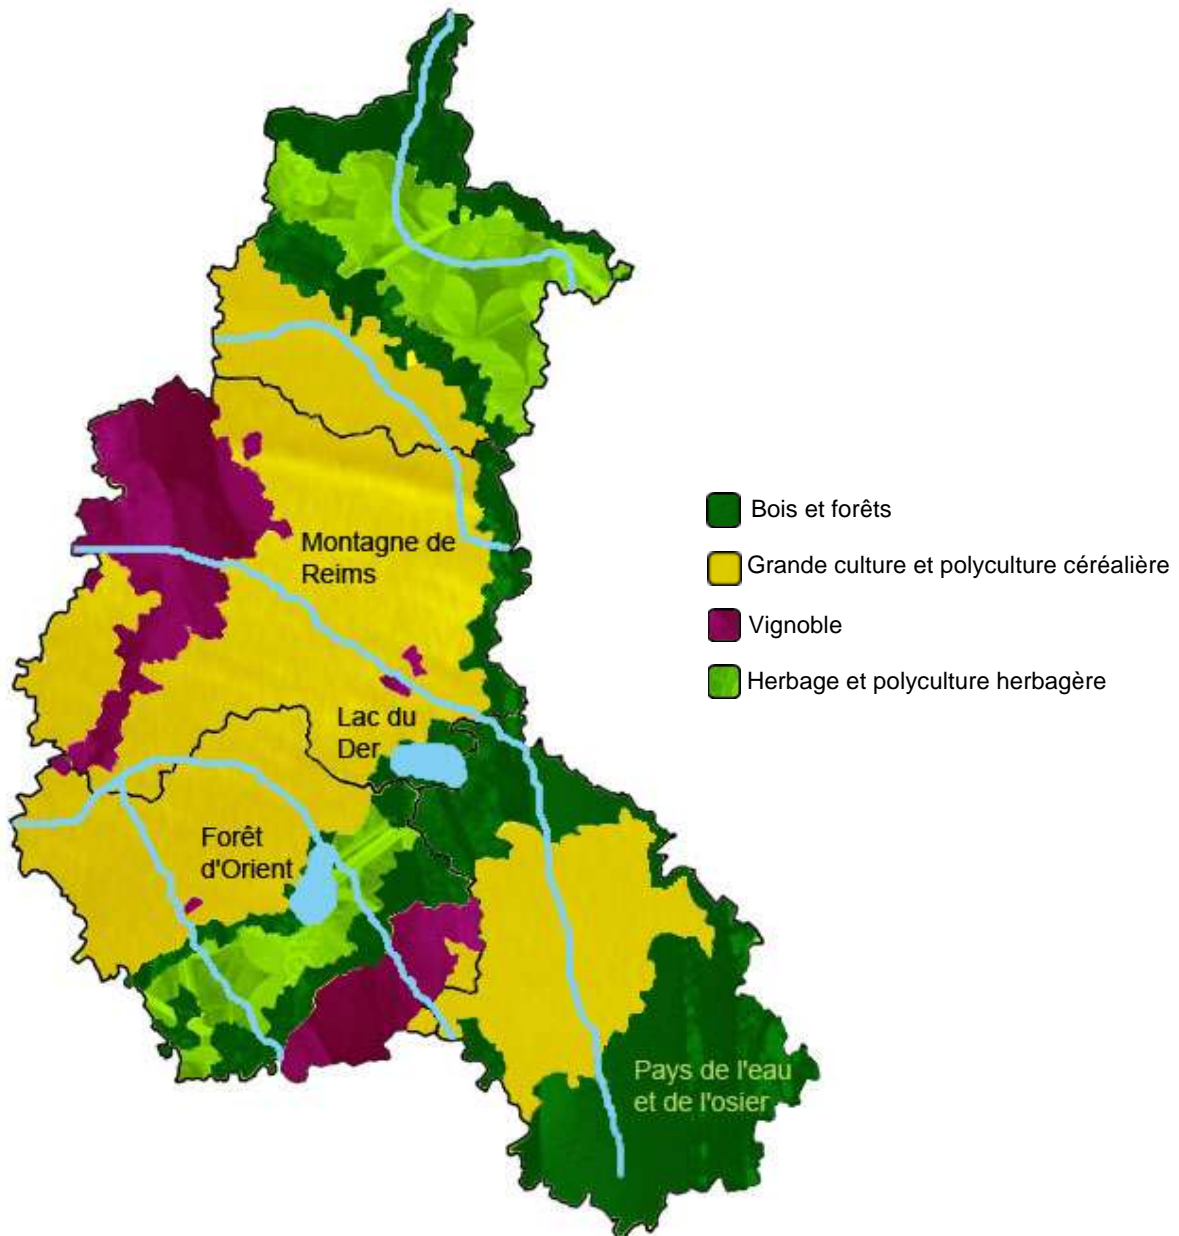 Montagne de
Reims
Lac du
Der
Forêt
d'Orient
Pays de l'eau
et de l'osier
Bois et forêts
Grande culture et polyculture céréalière
Vignoble
Herbage et polyculture herbagère